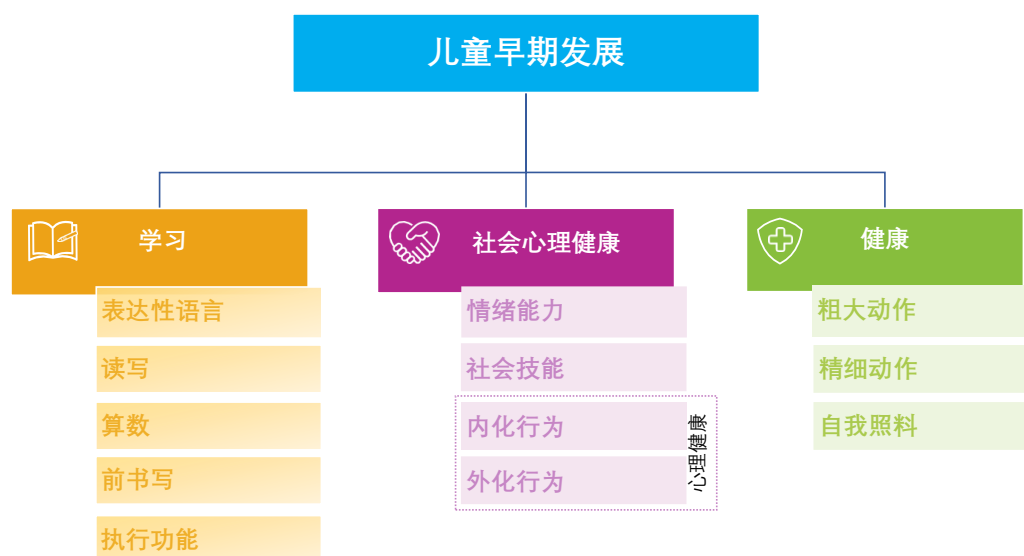 儿童早期发展
学习
表达性语言
读写
算数
前书写
执行功能
社会心理健康
情绪能力
社会技能
内化行为
外化行为
心理健康
健康
粗大动作
精细动作
自我照料